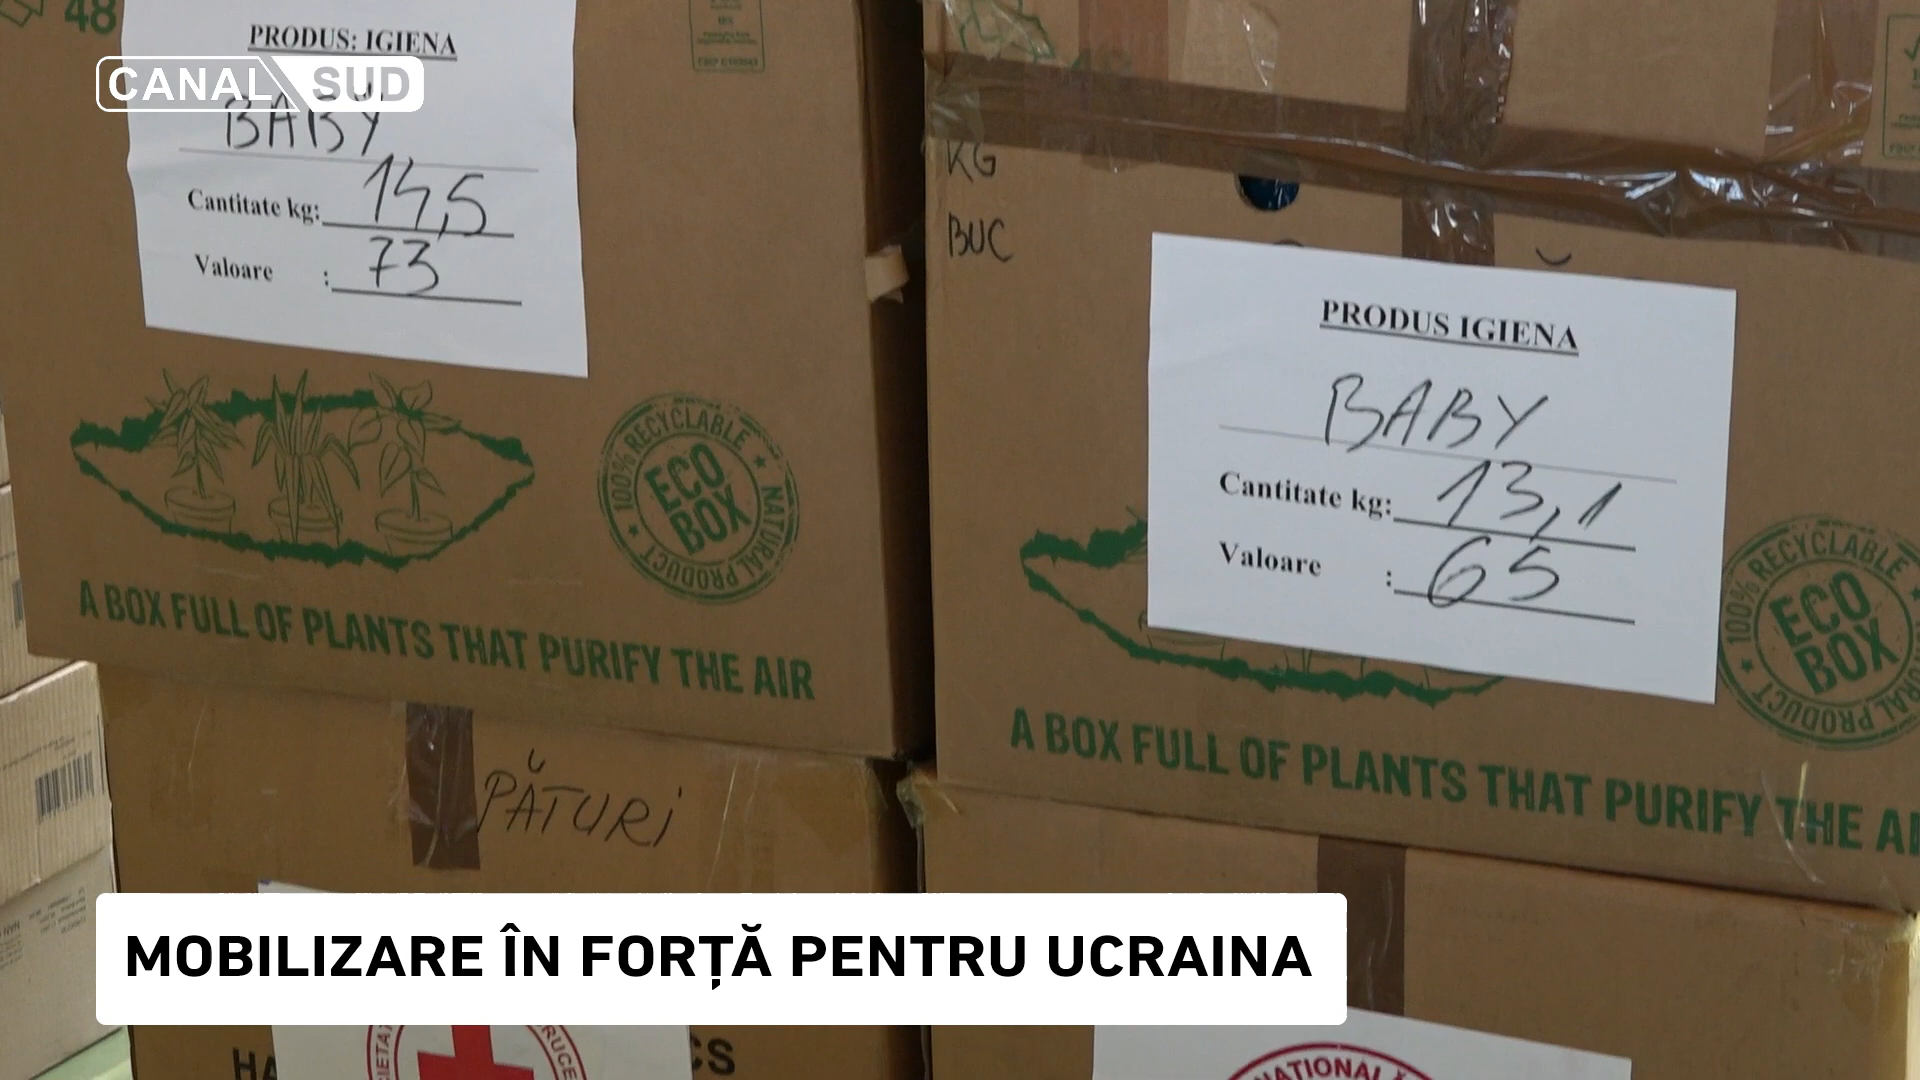 48
PRODUS: IGIENA
CANAL SUD
BABY
Cantitate kg: 14,5
Valoare : 73
100% RECYCLABLE
NATURAL PRODUCT
ECO
BOX
A BOX FULL OF PLANTS THAT PURIFY THE AIR
KG
BUC
PRODUS IGIENA
BABY
Cantitate kg: 13,1
Valoare : 65
100% RECYCLABLE
NATURAL PRODUCT
ECO
BOX
A BOX FULL OF PLANTS THAT PURIFY THE AI
PĂTURI
MOBILIZARE ÎN FORȚĂ PENTRU UCRAINA